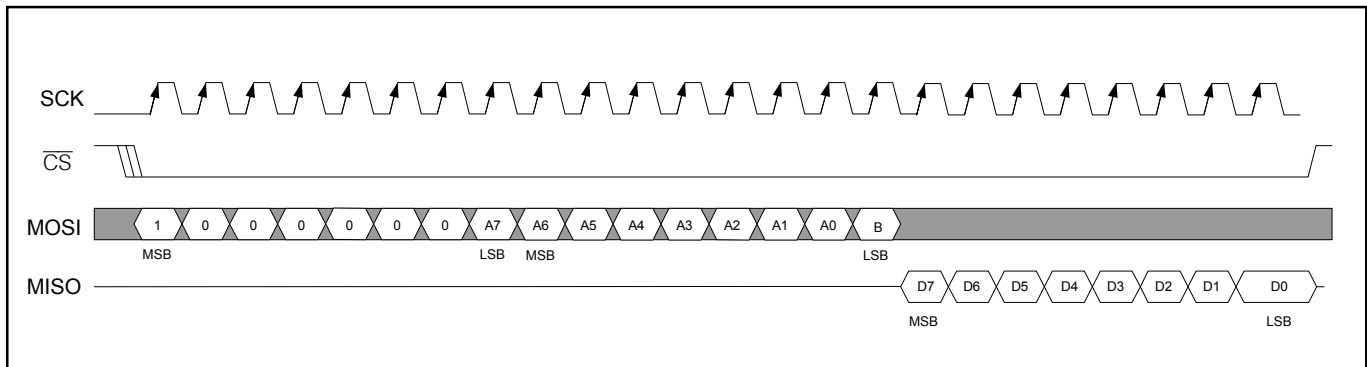 SCK
CS
MOSI 1 0 0 0 0 0 0 A7 A6 A5 A4 A3 A2 A1 A0 B
MSB LSB MSB LSB
MISO D7 D6 D5 D4 D3 D2 D1 D0
MSB LSB